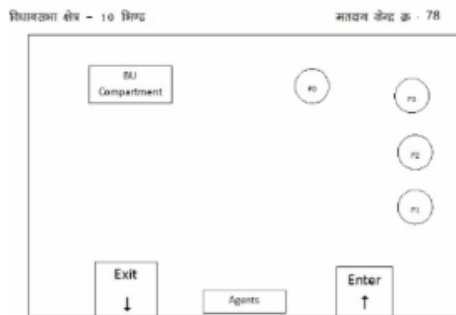 विधानसभा क्षेत्र - 10 भिण्ड
मतदान केन्द्र क्र - 78
BU
Compartment
P0
P3
P2
P1
Exit
↓
Agents
Enter
↑